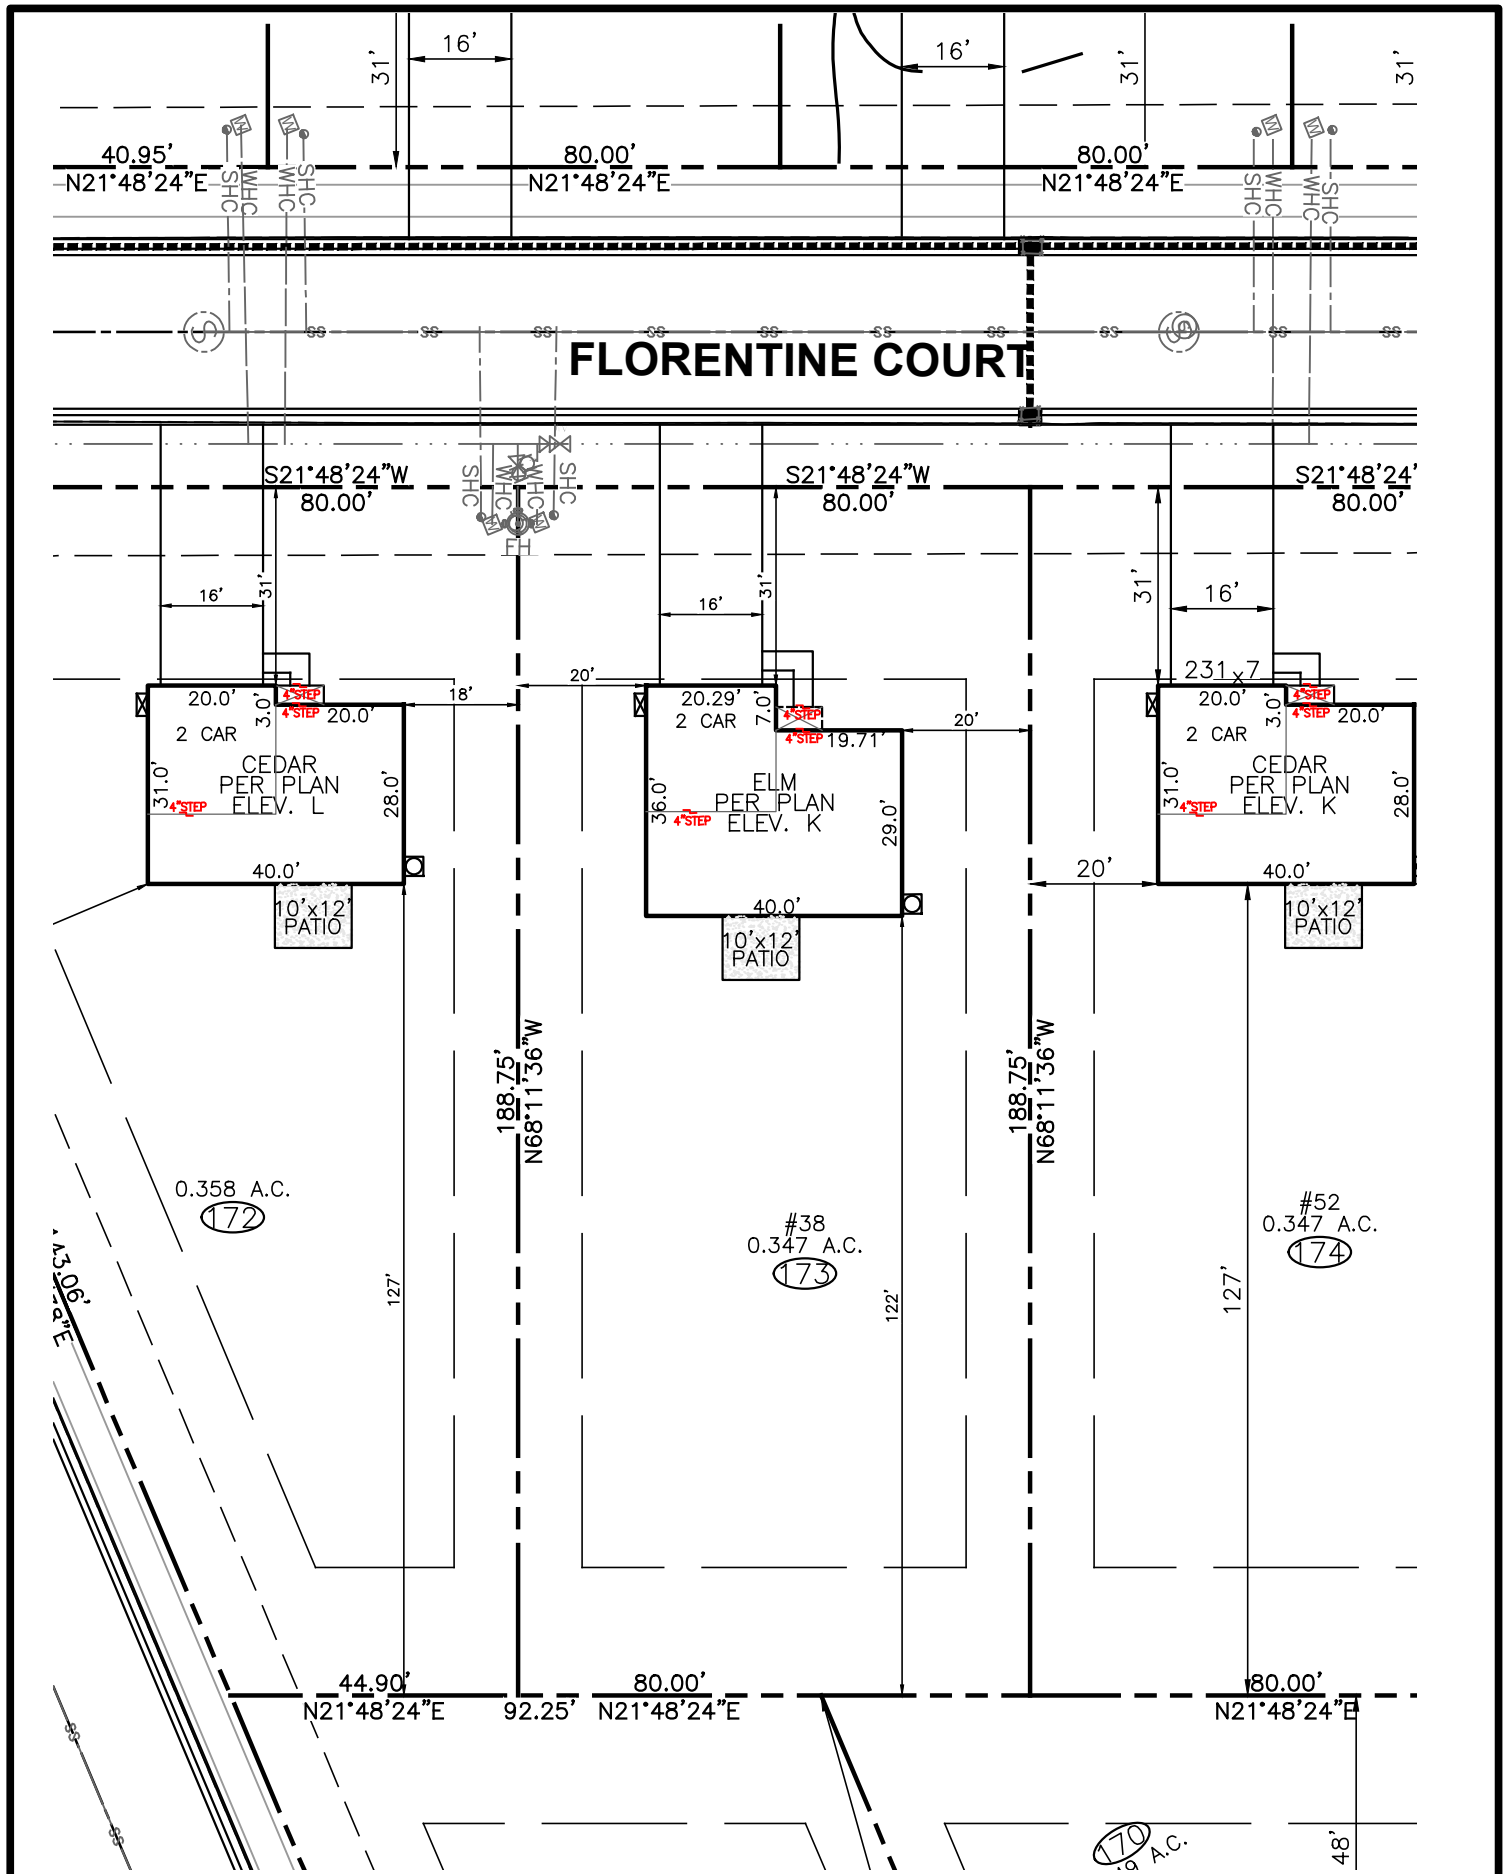 31'
16'
16'
31'
31'
40.95'
N21°48'24"E
80.00'
N21°48'24"E
80.00'
N21°48'24"E
SHC
WHC
WHC
SHC
SHC
WHC
WHC
SHC
S
SS
SS
SS
SS
SS
SS
SS
SS
SS
SS
FLORENTINE COURT
S21°48'24"W
80.00'
SHC
WHC
WHC
SHC
FH
S21°48'24"W
80.00'
S21°48'24'
80.00'
31'
16'
31'
16'
31'
16'
20.0'
3.0'
4"STEP
4"STEP
20.0'
2 CAR
CEDAR
PER PLAN
ELEV. L
31.0'
4"STEP
28.0'
40.0'
10'x12'
PATIO
18'
20'
20.29'
7.0'
4"STEP
4"STEP
19.71'
2 CAR
ELM
PER PLAN
ELEV. K
36.0'
4"STEP
29.0'
40.0'
10'x12'
PATIO
20'
20'
231x7
20.0'
3.0'
4"STEP
4"STEP
20.0'
2 CAR
CEDAR
PER PLAN
ELEV. K
31.0'
4"STEP
28.0'
40.0'
10'x12'
PATIO
188.75'
N68°11'36"W
188.75'
N68°11'36"W
0.358 A.C.
172
127'
#38
0.347 A.C.
173
122'
#52
0.347 A.C.
174
127'
43.06'
"E
44.90'
N21°48'24"E
92.25'
80.00'
N21°48'24"E
80.00'
N21°48'24"E
SS
SS
170
A.C.
48'